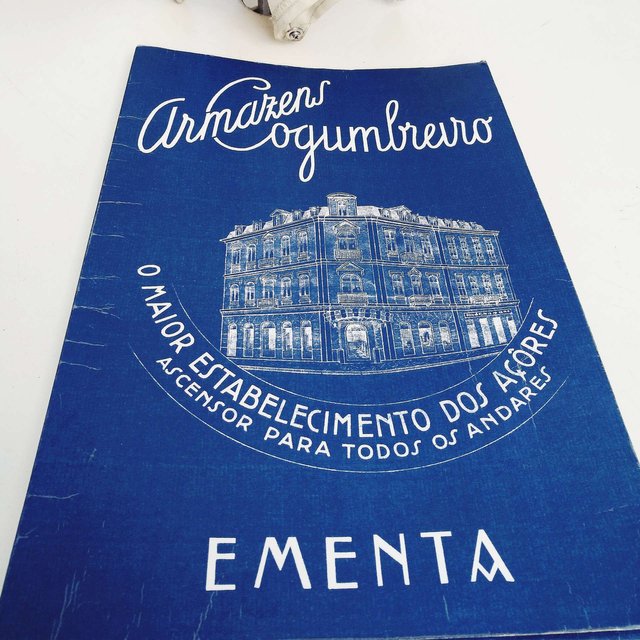 Armazens
Cogumbreiro
O MAIOR ESTABELECIMENTO DOS AÇÔRES
ASCENSOR PARA TODOS OS ANDARES
EMENTA